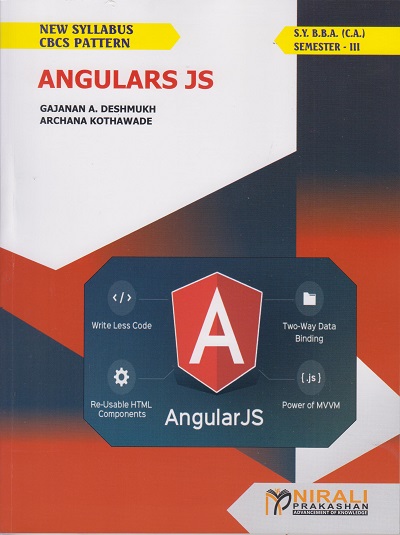 NEW SYLLABUS
CBCS PATTERN
S.Y. B.B.A. (C.A.)
SEMESTER - III
ANGULARS JS
GAJANAN A. DESHMUKH
ARCHANA KOTHAWADE
</>
Write Less Code
A
Two-Way Data
Binding
Re-Usable HTML
Components
{.js}
Power of MVVM
AngularJS
NIRALI
PRAKASHAN
ADVANCEMENT OF KNOWLEDGE